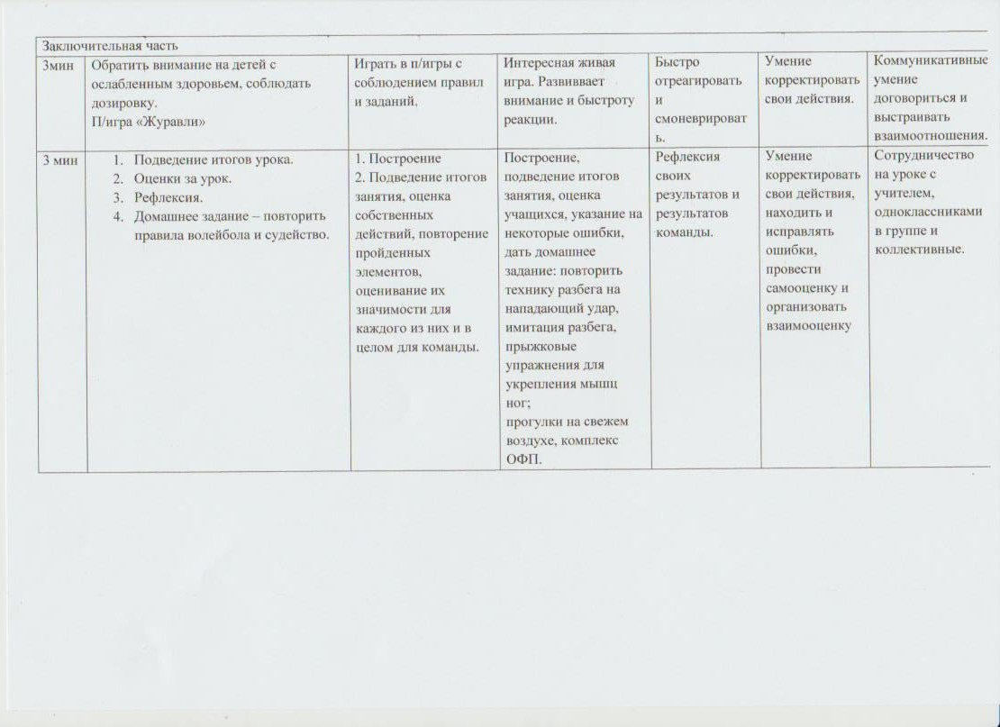 Заключительная часть
3мин
Обратить внимание на детей с
ослабленным здоровьем, соблюдать
дозировку.
П/игра «Журавли»
Играть в п/игры с
соблюдением правил
и заданий.
Интересная живая
игра. Развиввает
внимание и быстроту
реакции.
Быстро
отреагировать
и
смоневрироват
ь.
Умение
корректировать
свои действия.
Коммуникативные
умение
договориться и
выстраивать
взаимоотношения.
3 мин
1. Подведение итогов урока.
2. Оценки за урок.
3. Рефлексия.
4. Домашнее задание – повторить
правила волейбола и судейство.
1. Построение
2. Подведение итогов
занятия, оценка
собственных
действий, повторение
пройденных
элементов,
оценивание их
значимости для
каждого из них и в
целом для команды.
Построение,
подведение итогов
занятия, оценка
учащихся, указание на
некоторые ошибки,
дать домашнее
задание: повторить
технику разбега на
нападающий удар,
имитация разбега,
прыжковые
упражнения для
укрепления мышц
ног;
прогулки на свежем
воздухе, комплекс
ОФП.
Рефлексия
своих
результатов и
результатов
команды.
Умение
корректировать
свои действия,
находить и
исправлять
ошибки,
провести
самооценку и
организовать
взаимооценку
Сотрудничество
на уроке с
учителем,
одноклассниками
в группе и
коллективные.